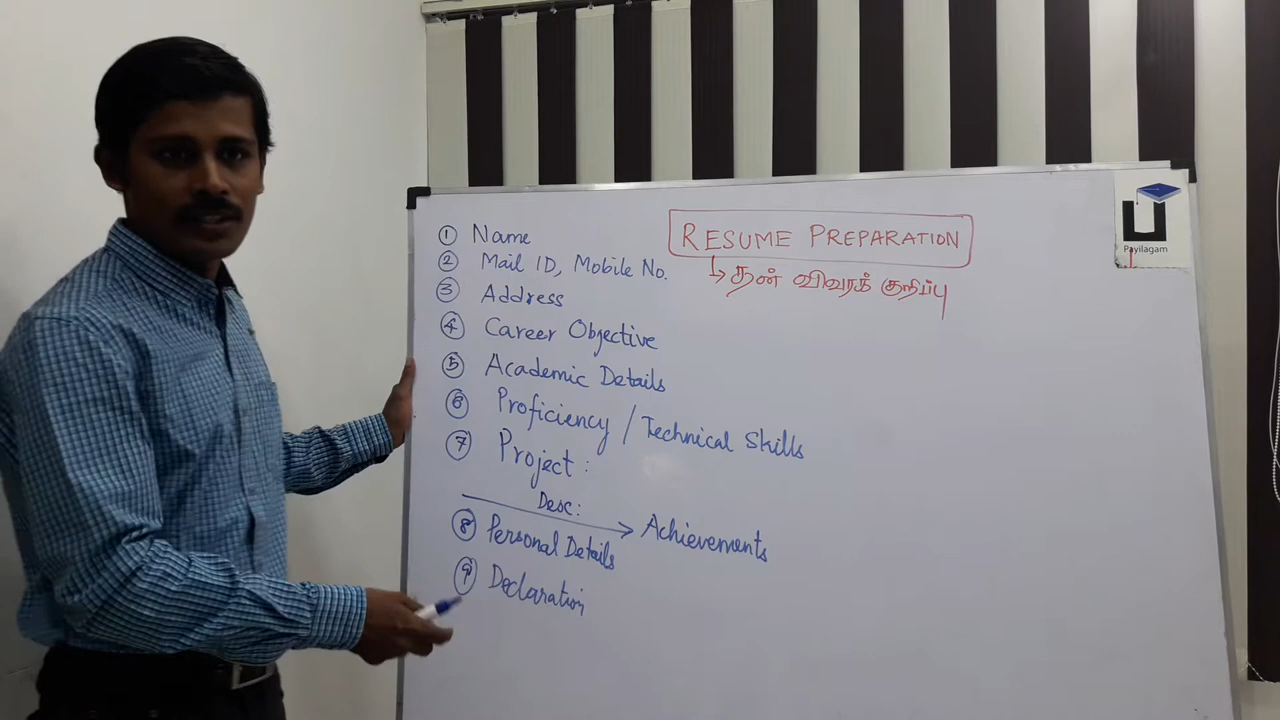 RESUME PREPARATION
தன் விவரக் குறிப்பு
① Name
② Mail ID, Mobile No.
③ Address
④ Career Objective
⑤ Academic Details
⑥ Proficiency / Technical Skills
⑦ Project :
Desc:
Achievements
⑧ Personal Details
⑨ Declaration
Payilagam